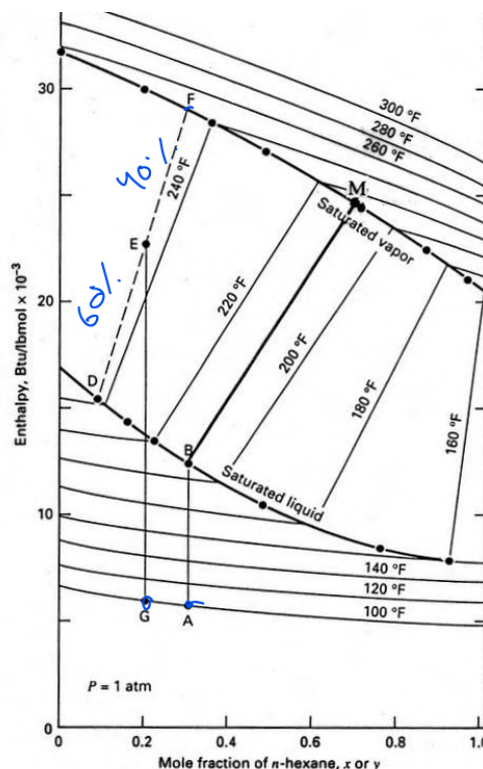 300 °F
280 °F
260 °F
30
F
40%
240 °F
M
Saturated vapor
E
60%
220 °F
200 °F
180 °F
160 °F
20
Enthalpy, Btu/lbmol × 10⁻³
D
B
Saturated liquid
10
140 °F
120 °F
100 °F
G
A
P = 1 atm
0
0 0.2 0.4 0.6 0.8 1.0
Mole fraction of n-hexane, x or y